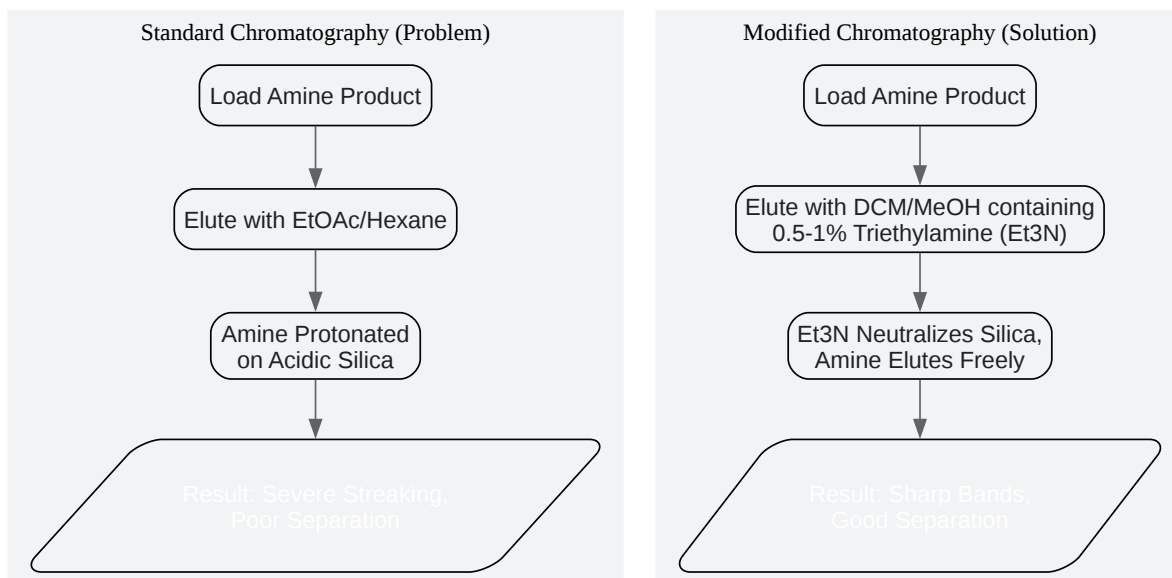 Standard Chromatography (Problem)
Load Amine Product
Elute with EtOAc/Hexane
Amine Protonated
on Acidic Silica
Result: Severe Streaking,
Poor Separation
Modified Chromatography (Solution)
Load Amine Product
Elute with DCM/MeOH containing
0.5-1% Triethylamine (Et3N)
Et3N Neutralizes Silica,
Amine Elutes Freely
Result: Sharp Bands,
Good Separation